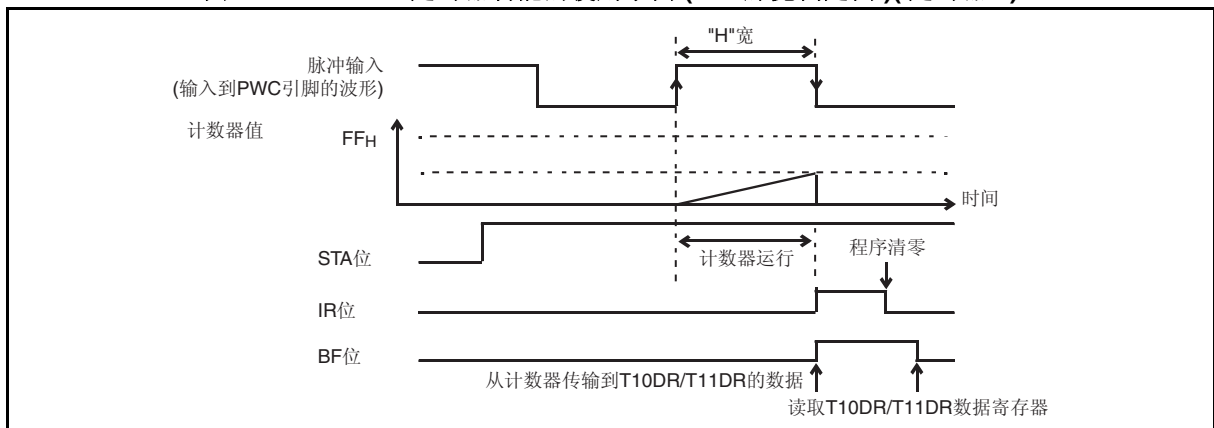 "H"宽
脉冲输入
(输入到PWC引脚的波形)
计数器值
FFH
时间
STA位
计数器运行
程序清零
IR位
BF位
从计数器传输到T10DR/T11DR的数据
读取T10DR/T11DR数据寄存器